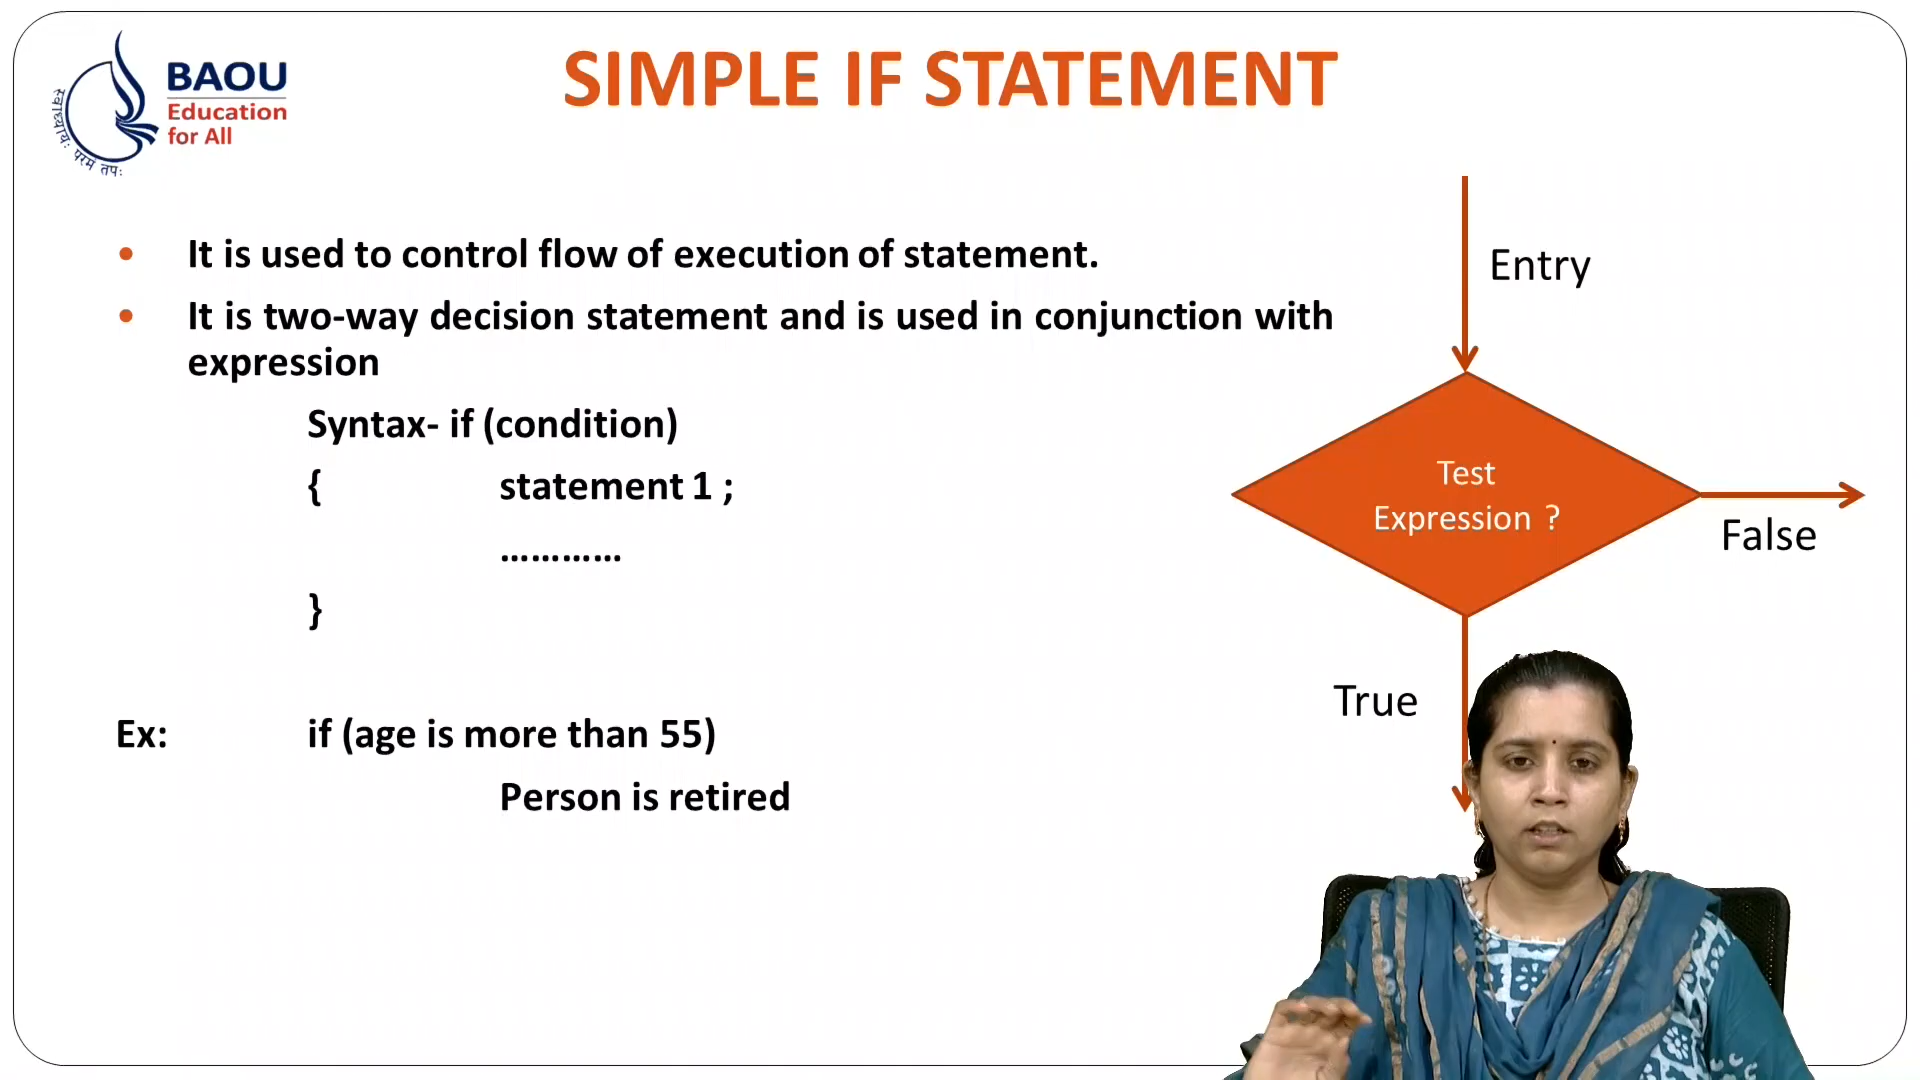 BAOU
Education
for All
स्वाध्यायः परमं तपः
SIMPLE IF STATEMENT
• It is used to control flow of execution of statement.
• It is two-way decision statement and is used in conjunction with
expression
Syntax- if (condition)
{ statement 1 ;
............
}
Ex: if (age is more than 55)
Person is retired
Entry
Test
Expression ?
False
True